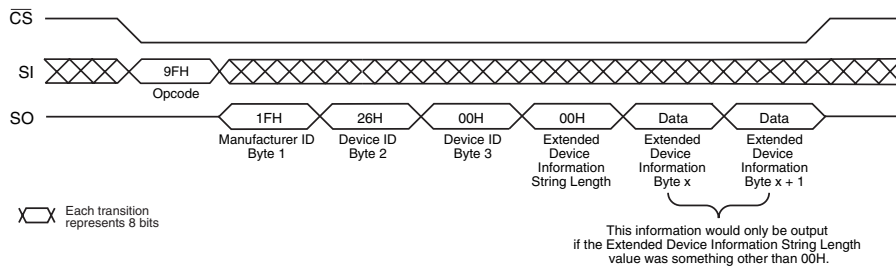 CS
SI
9FH
Opcode
SO
1FH
26H
00H
00H
Data
Data
Manufacturer ID
Byte 1
Device ID
Byte 2
Device ID
Byte 3
Extended
Device
Information
String Length
Extended
Device
Information
Byte x
Extended
Device
Information
Byte x + 1
Each transition
represents 8 bits
This information would only be output
if the Extended Device Information String Length
value was something other than 00H.